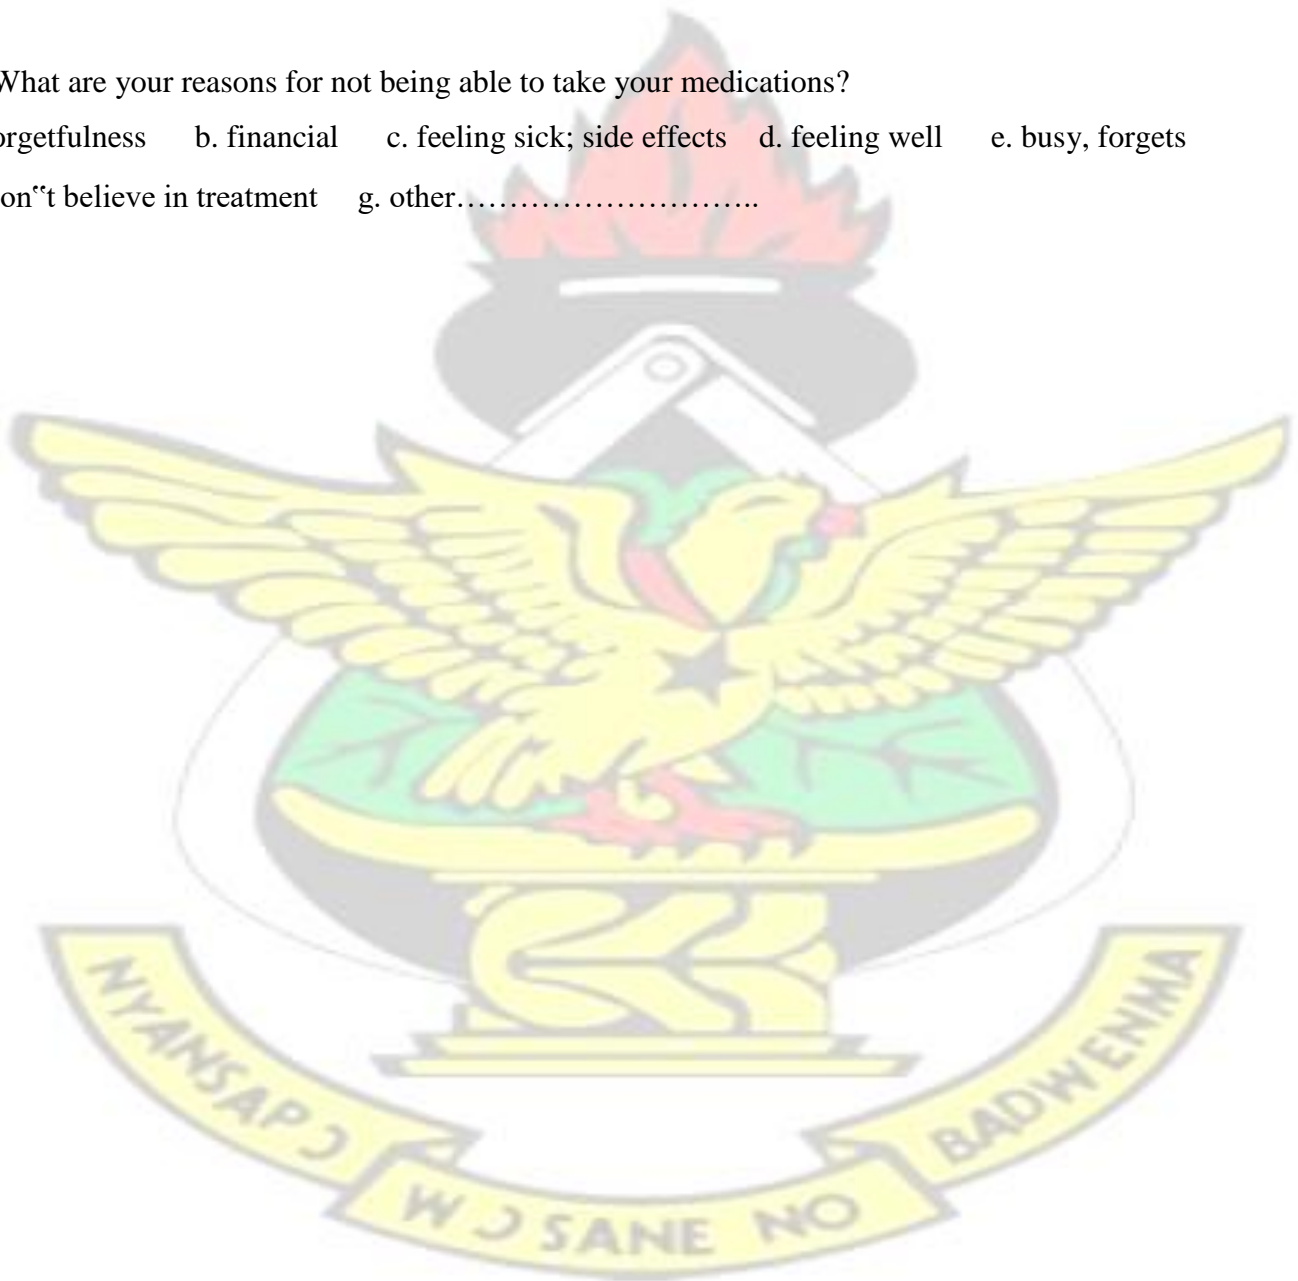 What are your reasons for not being able to take your medications?
orgetfulness b. financial c. feeling sick; side effects d. feeling well e. busy, forgets
on‟t believe in treatment g. other………………………..
NYANSAPƆ
WƆ SANE NO
BADWENMA